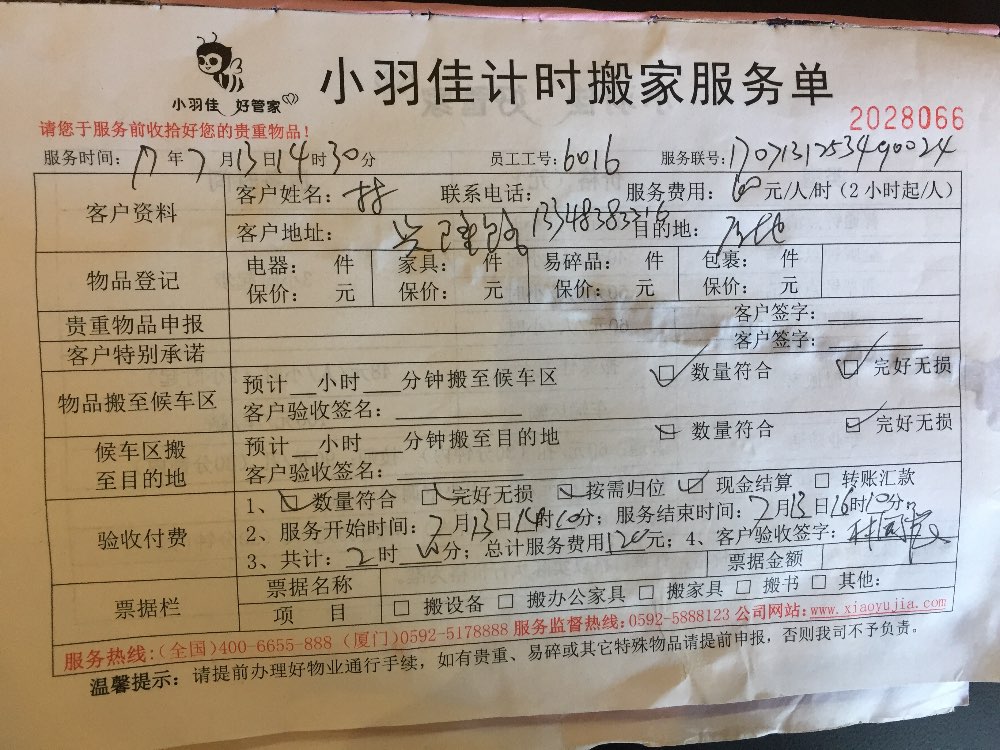 小羽佳 好管家
小羽佳计时搬家服务单
2028066
请您于服务前收拾好您的贵重物品！
服务时间： 17 年 7 月 13 日 14 时 30 分 员工工号： 6016 服务联号： 1707131253490024
客户资料 客户姓名： 林 联系电话： 服务费用： 60 元/人/时（2小时起/人）
客户地址： 13348383316 目的地：
物品登记 电器： 件 家具： 件 易碎品： 件 包裹： 件
保价： 元 保价： 元 保价： 元 保价： 元
贵重物品申报 客户签字：
客户特别承诺 客户签字：
物品搬至候车区 预计__小时___分钟搬至候车区 ☑ 数量符合 ☑ 完好无损
客户验收签名：
候车区搬至目的地 预计__小时___分钟搬至目的地 ☑ 数量符合 ☑ 完好无损
客户验收签名：
验收付费 1、☑ 数量符合 ☑ 完好无损 ☑ 按需归位 ☑ 现金结算 □ 转账汇款
2、服务开始时间： 7 月 13 日 14 时 10 分；服务结束时间： 7 月 13 日 16 时 10 分
3、共计： 2 时 分；总计服务费用 120 元；4、客户验收签字：
票据栏 票据名称 票据金额
项 目 □ 搬设备 □ 搬办公家具 □ 搬家具 □ 搬书 □ 其他：
服务热线：（全国）400-6655-888（厦门）0592-5178888 服务监督热线：0592-5888123 公司网站：www.xiaoyujia.com
温馨提示：请提前办理好物业通行手续，如有贵重、易碎或其它特殊物品请提前申报，否则我司不予负责。